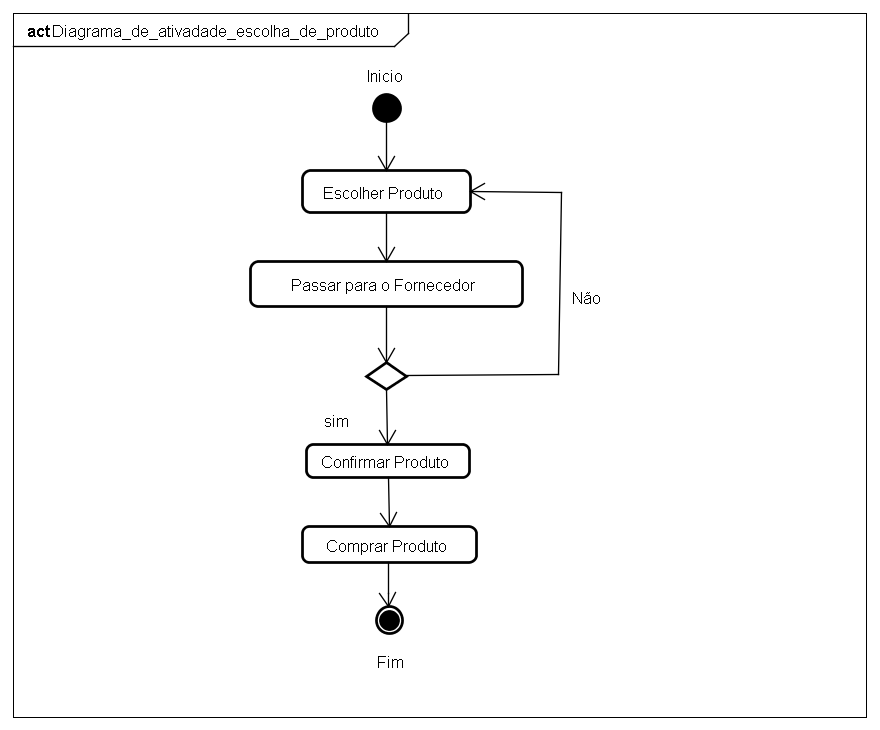 act Diagrama_de_ativadade_escolha_de_produto
Inicio
Escolher Produto
Passar para o Fornecedor
Não
sim
Confirmar Produto
Comprar Produto
Fim